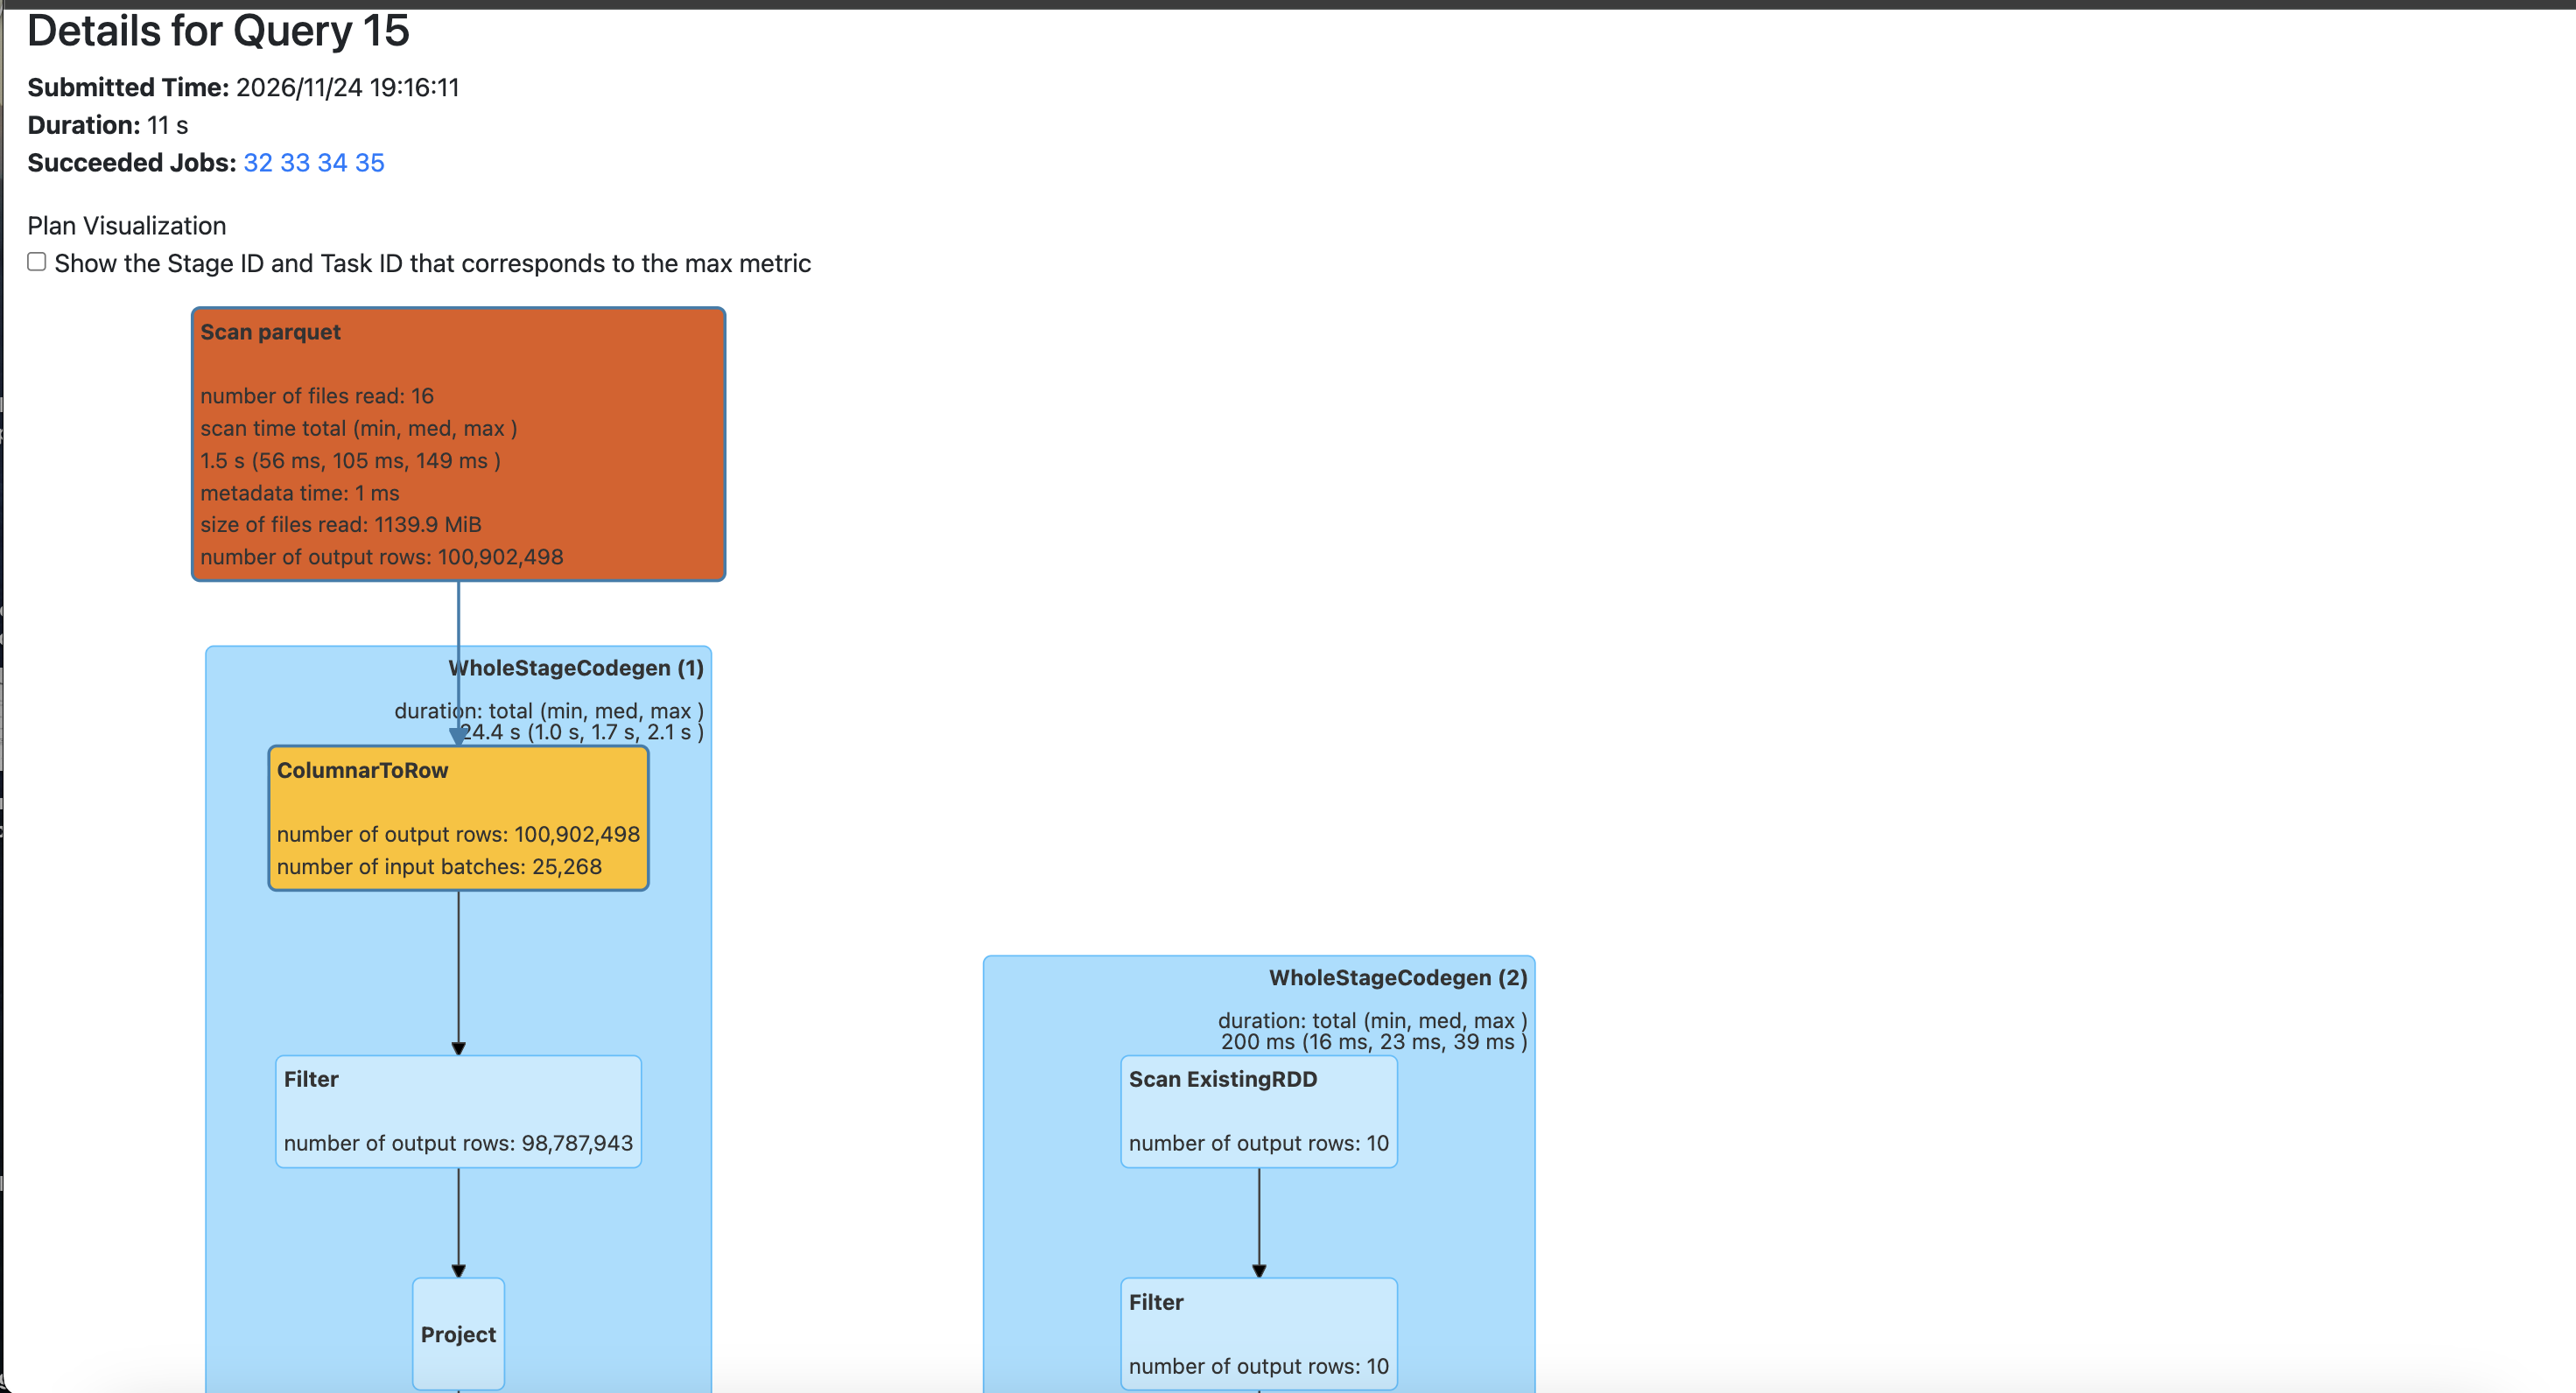 Details for Query 15
Submitted Time: 2026/11/24 19:16:11
Duration: 11 s
Succeeded Jobs: 32 33 34 35
Plan Visualization
Show the Stage ID and Task ID that corresponds to the max metric
Scan parquet
number of files read: 16
scan time total (min, med, max )
1.5 s (56 ms, 105 ms, 149 ms )
metadata time: 1 ms
size of files read: 1139.9 MiB
number of output rows: 100,902,498
WholeStageCodegen (1)
duration: total (min, med, max )
24.4 s (1.0 s, 1.7 s, 2.1 s )
ColumnarToRow
number of output rows: 100,902,498
number of input batches: 25,268
Filter
number of output rows: 98,787,943
Project
WholeStageCodegen (2)
duration: total (min, med, max )
200 ms (16 ms, 23 ms, 39 ms )
Scan ExistingRDD
number of output rows: 10
Filter
number of output rows: 10